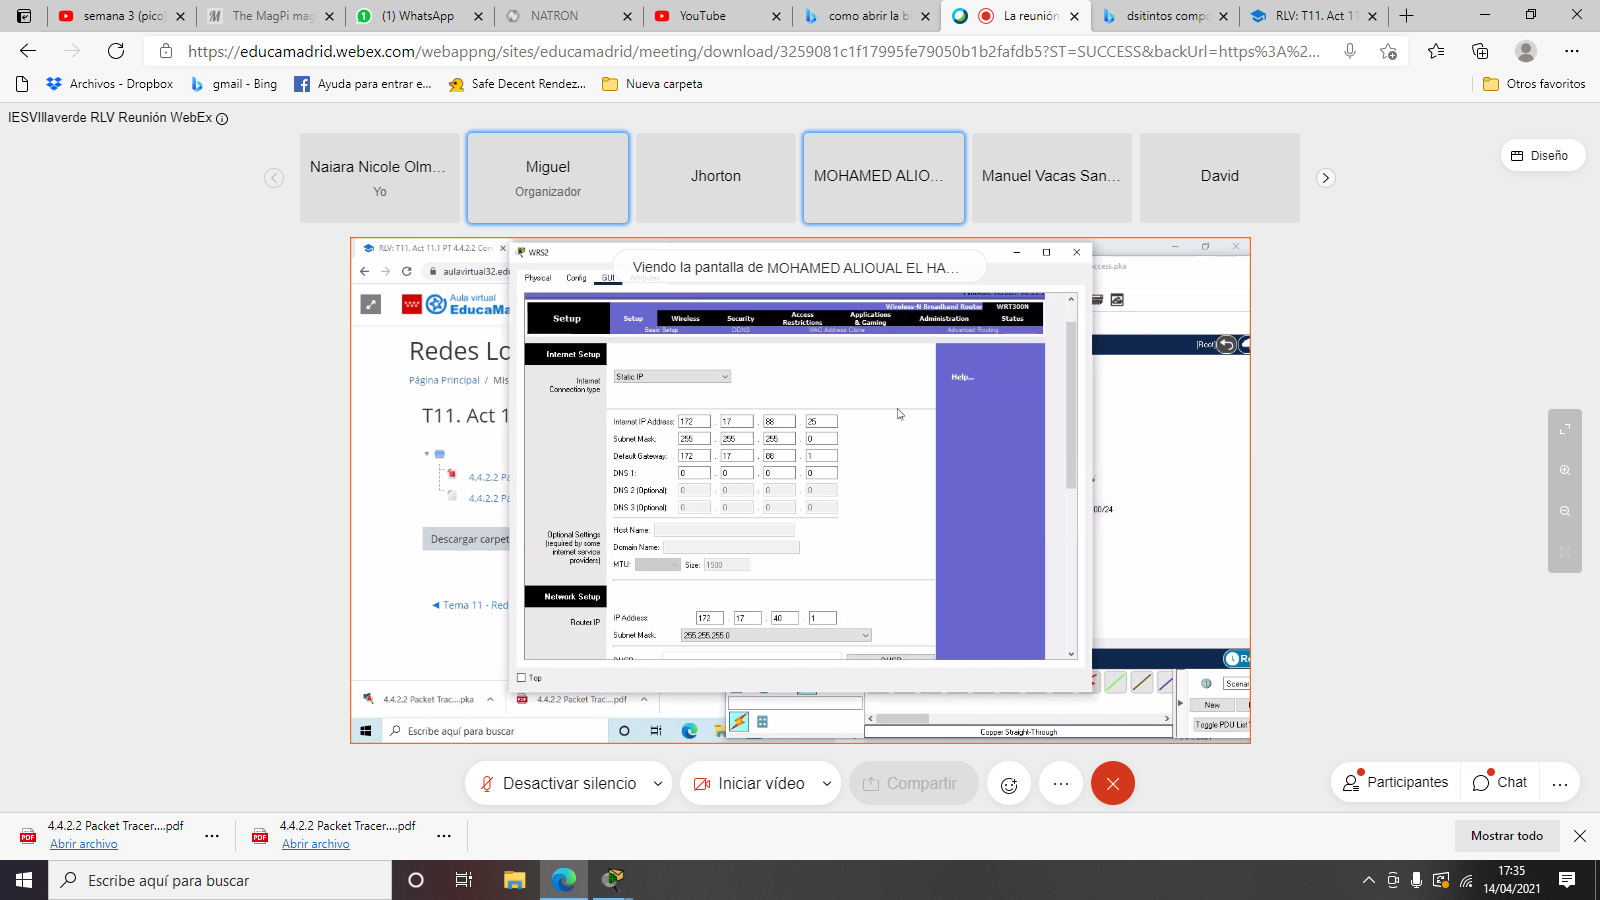 semana 3 (pico)
The MagPi mag
(1) WhatsApp
NATRON
YouTube
como abrir la b
La reunión
dsitintos compo
RLV: T11. Act 11
https://educamadrid.webex.com/webappng/sites/educamadrid/meeting/download/3259081c1f17995fe79050b1b2fafdb5?ST=SUCCESS&backUrl=https%3A%2...
Archivos - Dropbox
gmail - Bing
Ayuda para entrar e...
Safe Decent Rendez...
Nueva carpeta
Otros favoritos
IESVIllaverde RLV Reunión WebEx
Naiara Nicole Olm...
Yo
Miguel
Organizador
Jhorton
MOHAMED ALIO...
Manuel Vacas San...
David
Diseño
RLV: T11. Act 11.1 PT 4.4.2.2 Con
WRS2
Viendo la pantalla de MOHAMED ALIOUAL EL HA...
aulavirtual32.edu
Physical
Config
GUI
Attributes
ccess.pka
Aula virtual
EducaMa
Wireless-N Broadband Router
WRT300N
Setup
Setup
Wireless
Security
Access Restrictions
Applications & Gaming
Administration
Status
Basic Setup
DDNS
MAC Address Clone
Advanced Routing
[Root]
Redes Lo
Página Principal / Mis
T11. Act 1
4.4.2.2 Pa
4.4.2.2 Pa
Descargar carpet
Tema 11 - Red
Internet Setup
Internet Connection type
Static IP
Help...
Internet IP Address: 172 . 17 . 88 . 25
Subnet Mask: 255 . 255 . 255 . 0
Default Gateway: 172 . 17 . 88 . 1
DNS 1: 0 . 0 . 0 . 0
DNS 2 (Optional): 0 . 0 . 0 . 0
DNS 3 (Optional): 0 . 0 . 0 . 0
Optional Settings
(required by some
internet service
providers)
Host Name:
Domain Name:
MTU:
Size: 1500
Network Setup
Router IP
IP Address: 172 . 17 . 40 . 1
Subnet Mask: 255.255.255.0
00/24
Top
4.4.2.2 Packet Trac....pka
4.4.2.2 Packet Trac....pdf
Scenar
New
Toggle PDU List
Copper Straight-Through
Escribe aquí para buscar
Desactivar silencio
Iniciar vídeo
Compartir
Participantes
Chat
4.4.2.2 Packet Tracer....pdf
Abrir archivo
4.4.2.2 Packet Tracer....pdf
Abrir archivo
Mostrar todo
Escribe aquí para buscar
17:35
14/04/2021